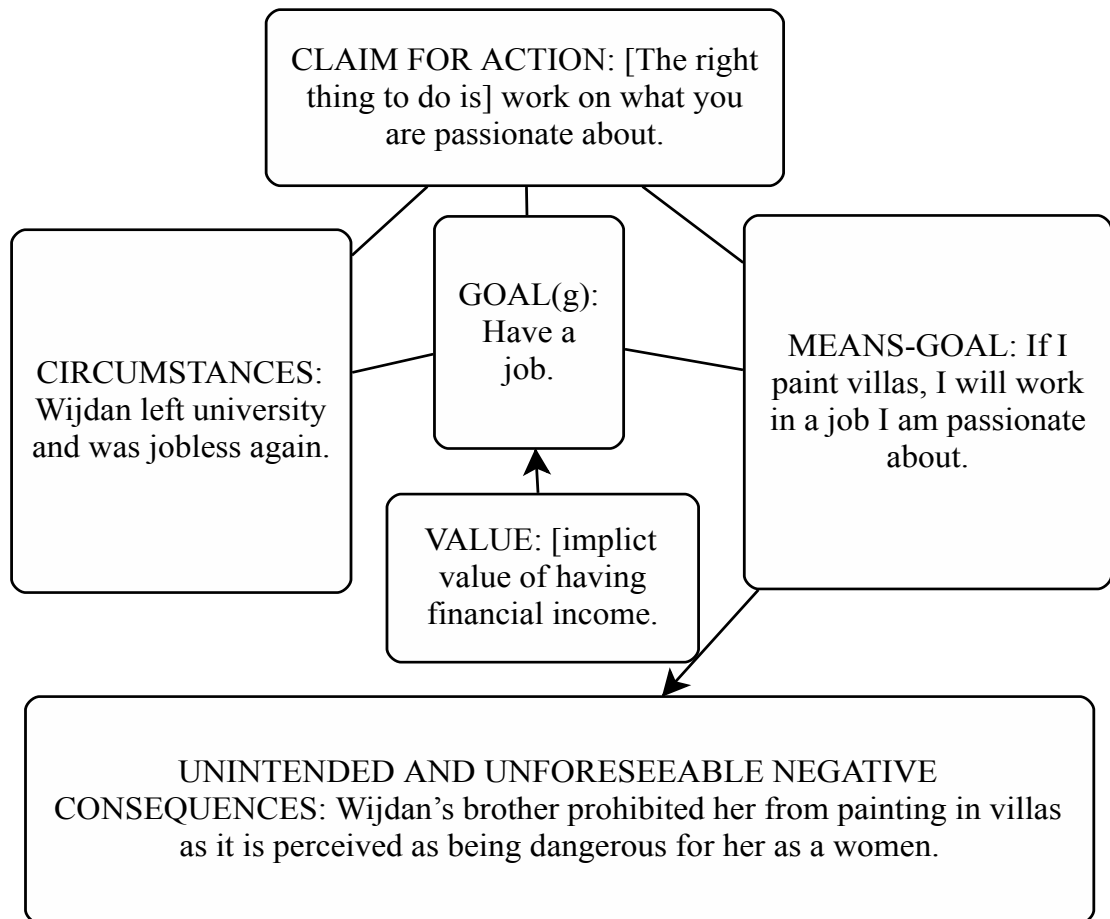 CLAIM FOR ACTION: [The right
thing to do is] work on what you
are passionate about.
CIRCUMSTANCES:
Wijdan left university
and was jobless again.
GOAL(g):
Have a
job.
MEANS-GOAL: If I
paint villas, I will work
in a job I am passionate
about.
VALUE: [implict
value of having
financial income.
UNINTENDED AND UNFORESEEABLE NEGATIVE
CONSEQUENCES: Wijdan’s brother prohibited her from painting in villas
as it is perceived as being dangerous for her as a women.